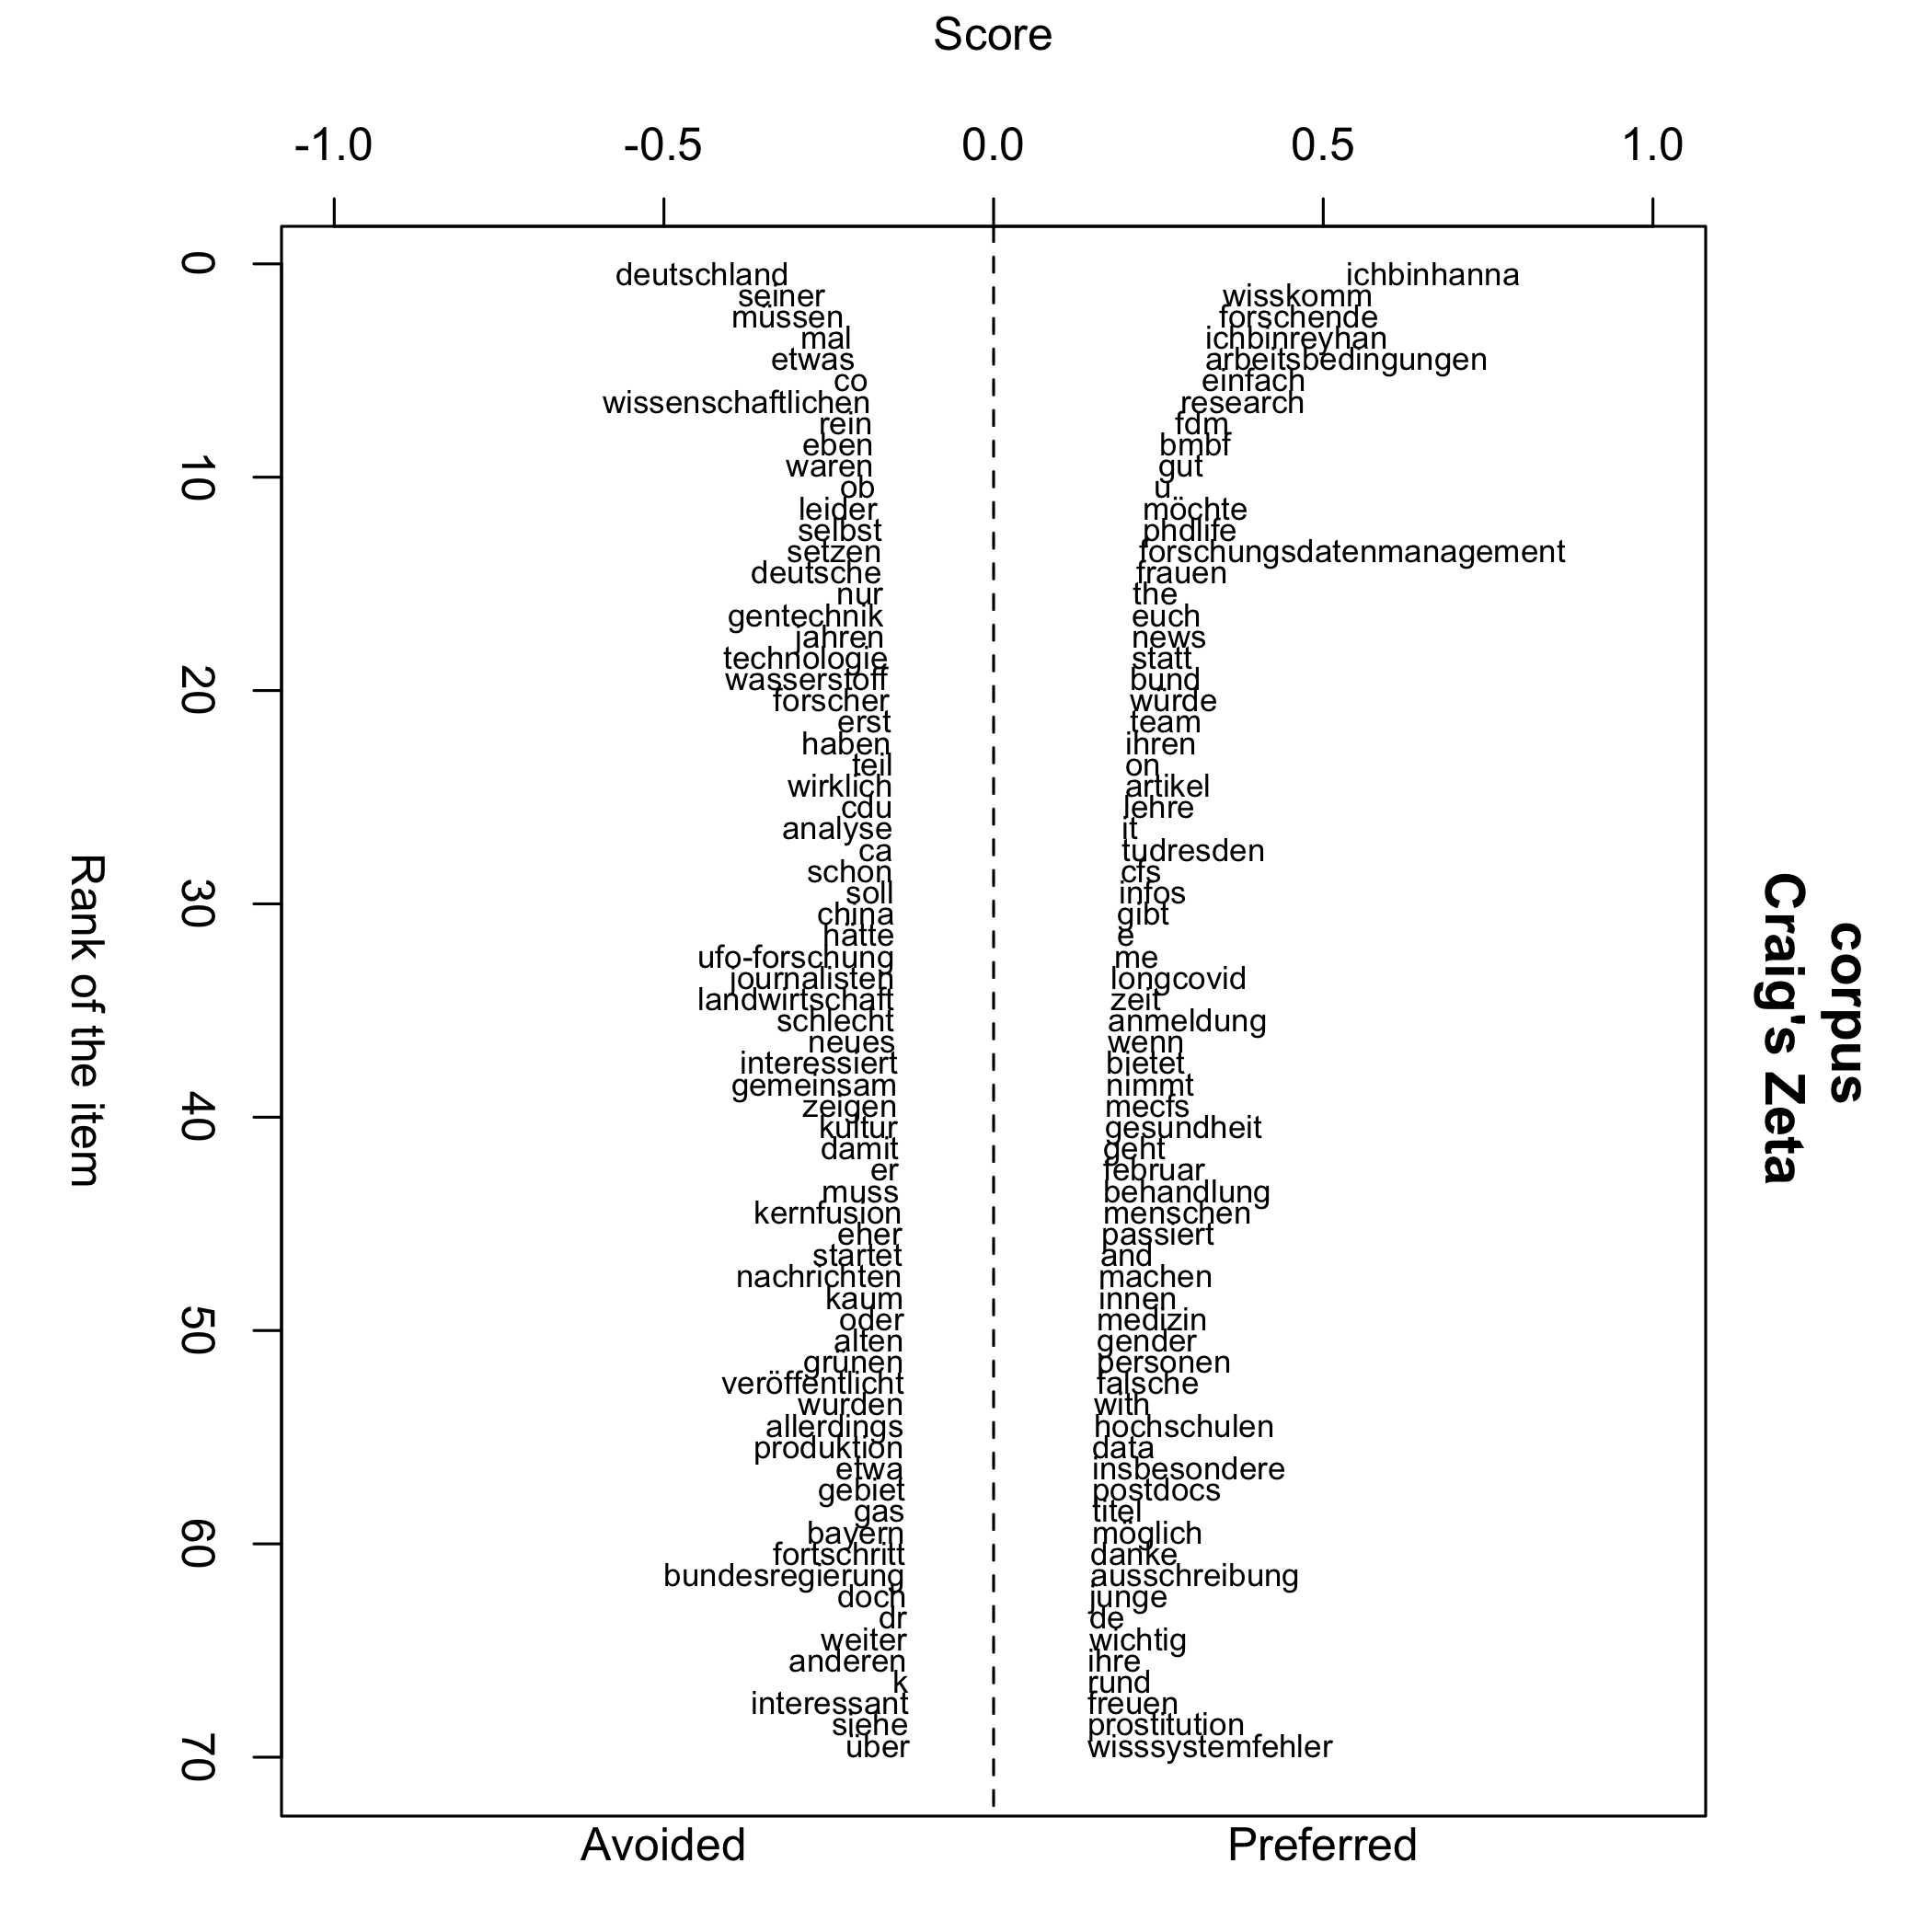 Score
-1.0 -0.5 0.0 0.5 1.0
0
10
20
30
40
50
60
70
Rank of the item
corpus
Craig's Zeta
deutschland ichbinhanna
seiner wisskomm
müssen forschende
mal ichbinreyhan
etwas arbeitsbedingungen
co einfach
wissenschaftlichen research
rein fdm
eben bmbf
waren gut
ob u
leider möchte
selbst phdlife
setzen forschungsdatenmanagement
deutsche frauen
nur the
gentechnik euch
jahren news
technologie statt
wasserstoff bund
forscher würde
erst team
haben ihren
teil on
wirklich artikel
cdu lehre
analyse it
ca tudresden
schon cfs
soll infos
china gibt
hätte e
ufo-forschung me
journalisten longcovid
landwirtschaft zeit
schlecht anmeldung
neues wenn
interessiert bietet
gemeinsam nimmt
zeigen mecfs
kultur gesundheit
damit geht
er februar
muss behandlung
kernfusion menschen
eher passiert
startet and
nachrichten machen
kaum innen
oder medizin
alten gender
grünen personen
veröffentlicht falsche
wurden with
allerdings hochschulen
produktion data
etwa insbesondere
gebiet postdocs
gas titel
bayern möglich
fortschritt danke
bundesregierung ausschreibung
doch junge
dr de
weiter wichtig
anderen ihre
k rund
interessant freuen
siehe prostitution
über wisssystemfehler
Avoided Preferred